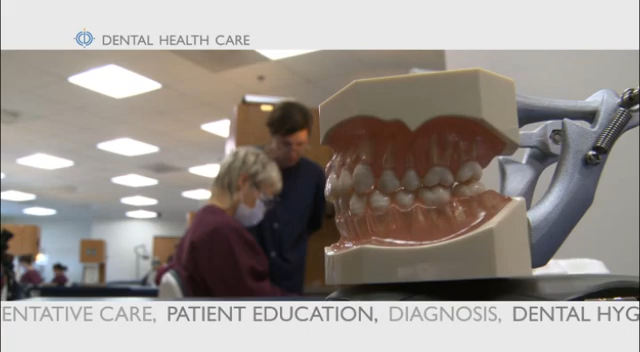 DENTAL HEALTH CARE
ENTATIVE CARE, PATIENT EDUCATION, DIAGNOSIS, DENTAL HYG